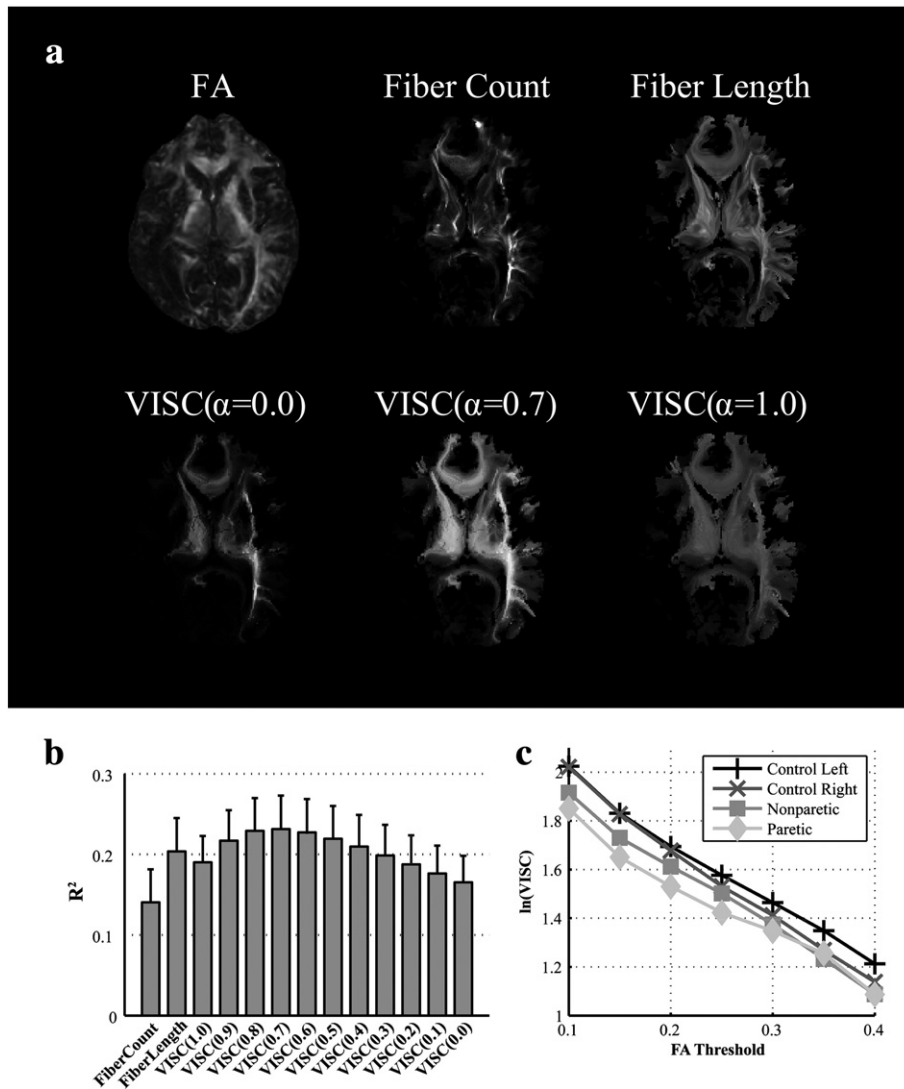 a
FA Fiber Count Fiber Length
VISC(α=0.0) VISC(α=0.7) VISC(α=1.0)
b
0.3
0.2
0.1
0
R²
FiberCount
FiberLength
VISC(1.0)
VISC(0.9)
VISC(0.8)
VISC(0.7)
VISC(0.6)
VISC(0.5)
VISC(0.4)
VISC(0.3)
VISC(0.2)
VISC(0.1)
VISC(0.0)
c
Control Left
Control Right
Nonparetic
Paretic
2
1.8
1.6
1.4
1.2
1
ln(VISC)
0.1 0.2 0.3 0.4
FA Threshold